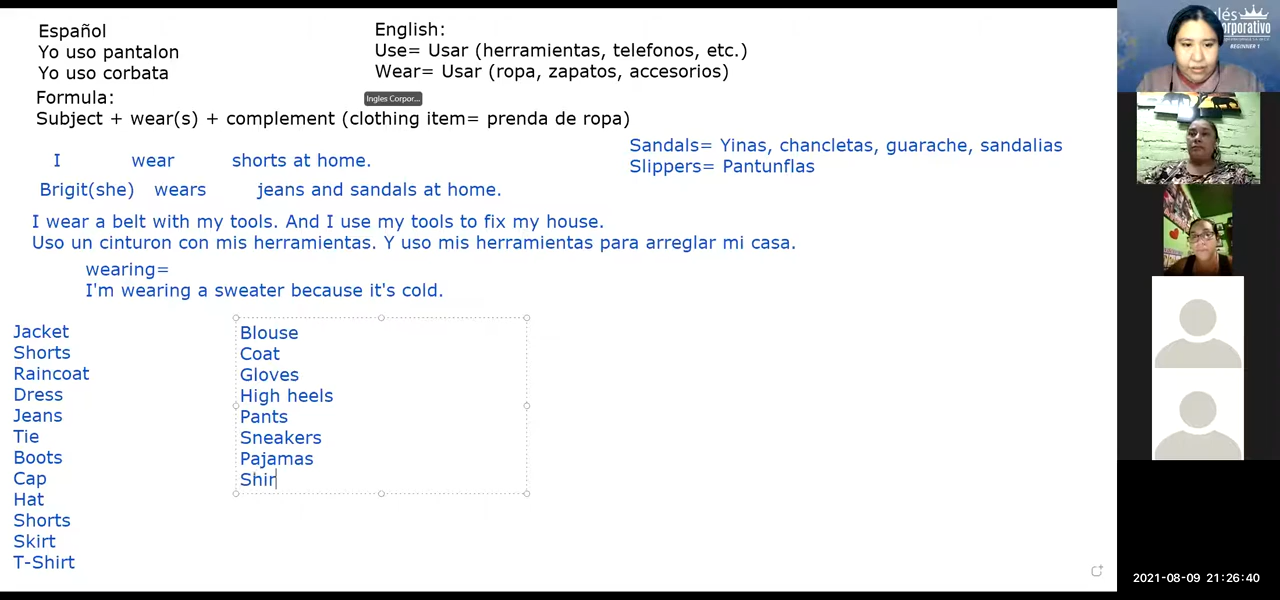 Español
Yo uso pantalon
Yo uso corbata
English:
Use= Usar (herramientas, telefonos, etc.)
Wear= Usar (ropa, zapatos, accesorios)
Ingles Corpor...
Formula:
Subject + wear(s) + complement (clothing item= prenda de ropa)
I wear shorts at home.
Brigit(she) wears jeans and sandals at home.
Sandals= Yinas, chancletas, guarache, sandalias
Slippers= Pantunflas
I wear a belt with my tools. And I use my tools to fix my house.
Uso un cinturon con mis herramientas. Y uso mis herramientas para arreglar mi casa.
wearing=
I'm wearing a sweater because it's cold.
Jacket
Shorts
Raincoat
Dress
Jeans
Tie
Boots
Cap
Hat
Shorts
Skirt
T-Shirt
Blouse
Coat
Gloves
High heels
Pants
Sneakers
Pajamas
Shir
BEGINNER 1
2021-08-09 21:26:40